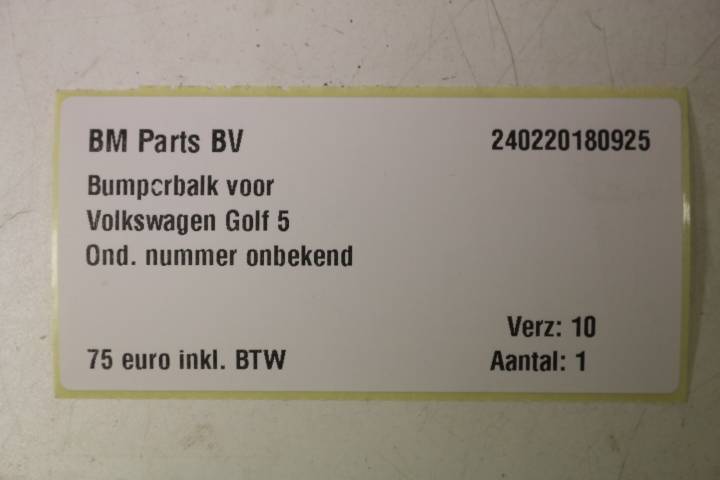 BM Parts BV 240220180925
Bumperbalk voor
Volkswagen Golf 5
Ond. nummer onbekend
Verz: 10
75 euro inkl. BTW Aantal: 1